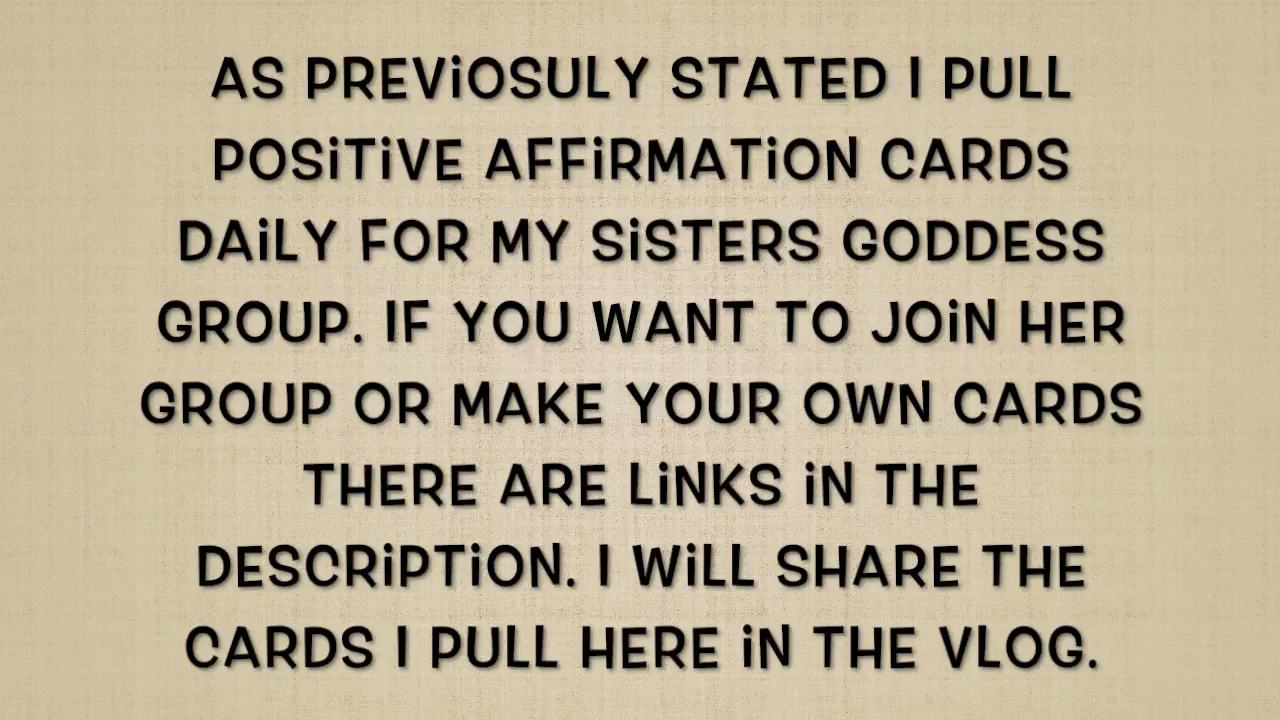 AS PREViOSULY STATED I PULL
POSiTiVE AFFiRMATiON CARDS
DAiLY FOR MY SiSTERS GODDESS
GROUP. IF YOU WANT TO JOiN HER
GROUP OR MAKE YOUR OWN CARDS
THERE ARE LiNKS iN THE
DESCRiPTiON. I WiLL SHARE THE
CARDS I PULL HERE iN THE VLOG.